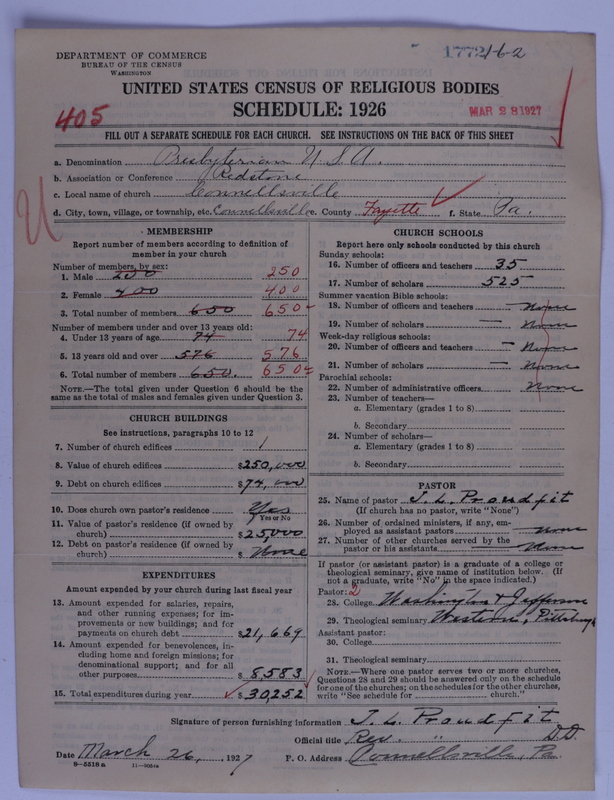 DEPARTMENT OF COMMERCE
BUREAU OF THE CENSUS
WASHINGTON
UNITED STATES CENSUS OF RELIGIOUS BODIES
SCHEDULE: 1926
405
MAR 28 1927
FILL OUT A SEPARATE SCHEDULE FOR EACH CHURCH. SEE INSTRUCTIONS ON THE BACK OF THIS SHEET
a. Denomination Presbyterian U.S.A.
b. Association or Conference Redstone
c. Local name of church Connellsville
d. City, town, village, or township, etc. Connellsville e. County Fayette f. State Pa.
MEMBERSHIP
Report number of members according to definition of member in your church
Number of members, by sex:
1. Male 250 250
2. Female 400 400
3. Total number of members 650 650
Number of members under and over 13 years old:
4. Under 13 years of age 74 74
5. 13 years old and over 576 576
6. Total number of members 650. 650
NOTE.—The total given under Question 6 should be the same as the total of males and females given under Question 3.
CHURCH BUILDINGS
See instructions, paragraphs 10 to 12
7. Number of church edifices 1
8. Value of church edifices $250,000
9. Debt on church edifices $74,000
10. Does church own pastor's residence? Yes
Yes or No
11. Value of pastor's residence (if owned by church) $25000
12. Debt on pastor's residence (if owned by church) $ None
EXPENDITURES
Amount expended by your church during last fiscal year
13. Amount expended for salaries, repairs, and other running expenses; for improvements or new buildings; and for payments on church debt $21,669
14. Amount expended for benevolences, including home and foreign missions; for denominational support; and for all other purposes $8,583
15. Total expenditures during year $30,252
CHURCH SCHOOLS
Report here only schools conducted by this church
Sunday schools:
16. Number of officers and teachers 35
17. Number of scholars 525
Summer vacation Bible schools:
18. Number of officers and teachers None
19. Number of scholars — None
Week-day religious schools:
20. Number of officers and teachers — None
21. Number of scholars — None
Parochial schools:
22. Number of administrative officers None
23. Number of teachers—
a. Elementary (grades 1 to 8)
b. Secondary
24. Number of scholars—
a. Elementary (grades 1 to 8)
b. Secondary
PASTOR
25. Name of pastor J. L. Proudfit
(If church has no pastor, write "None")
26. Number of ordained ministers, if any, employed as assistant pastors None
27. Number of other churches served by the pastor or his assistants None
If pastor (or assistant pastor) is a graduate of a college or theological seminary, give name of institution below. (If not a graduate, write "No" in the space indicated.)
Pastor: 2
28. College Washington & Jefferson
29. Theological seminary Western, Pittsburgh
Assistant pastor:
30. College
31. Theological seminary
NOTE.—Where one pastor serves two or more churches, Questions 28 and 29 should be answered only on the schedule for one of the churches; on the schedules for the other churches, write "See schedule for church."
Signature of person furnishing information J. L. Proudfit
Official title Rev. " D.D.
Date March 26, 1927 P. O. Address Connellsville, Pa.
8—5318a